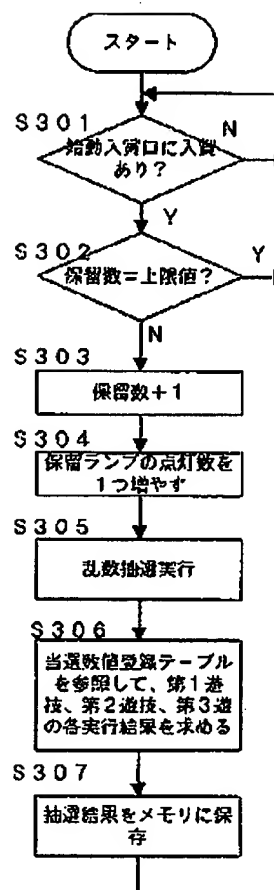 スタート
S301
始動入賞口に入賞
あり?
N
Y
S302
保留数=上限値?
Y
N
S303
保留数+1
S304
保留ランプの点灯数を
1つ増やす
S305
乱数抽選実行
S306
当選数値登録テーブル
を参照して、第1遊
技、第2遊技、第3遊
の各実行結果を求める
S307
抽選結果をメモリに保
存